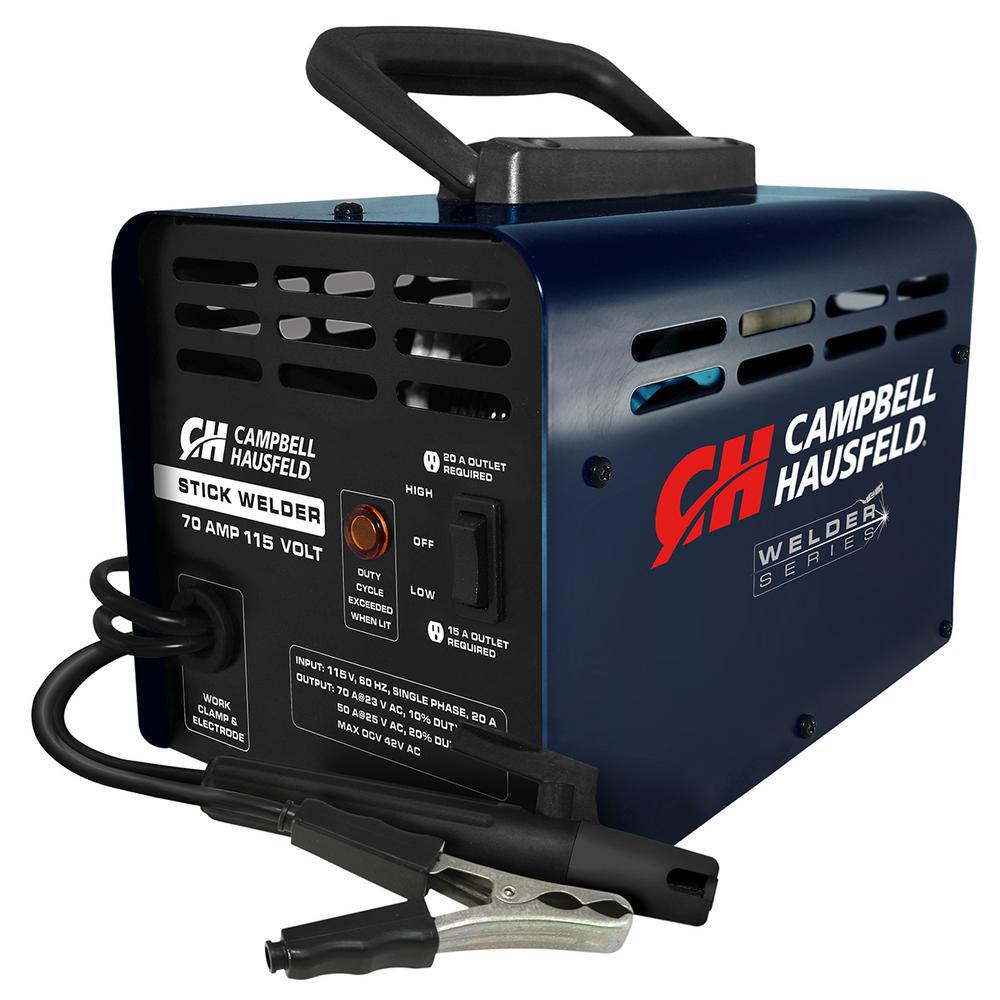 CH CAMPBELL
HAUSFELD
STICK WELDER
70 AMP 115 VOLT
20 A OUTLET
REQUIRED
HIGH
OFF
LOW
15 A OUTLET
REQUIRED
DUTY
CYCLE
EXCEEDED
WHEN LIT
WORK
CLAMP &
ELECTRODE
INPUT: 115 V, 60 HZ, SINGLE PHASE, 20 A
OUTPUT: 70 A@23 V AC, 10% DUT
50 A@25 V AC, 20% DU
MAX OCV 42V AC
CH CAMPBELL
HAUSFELD
WELDER
SERIES